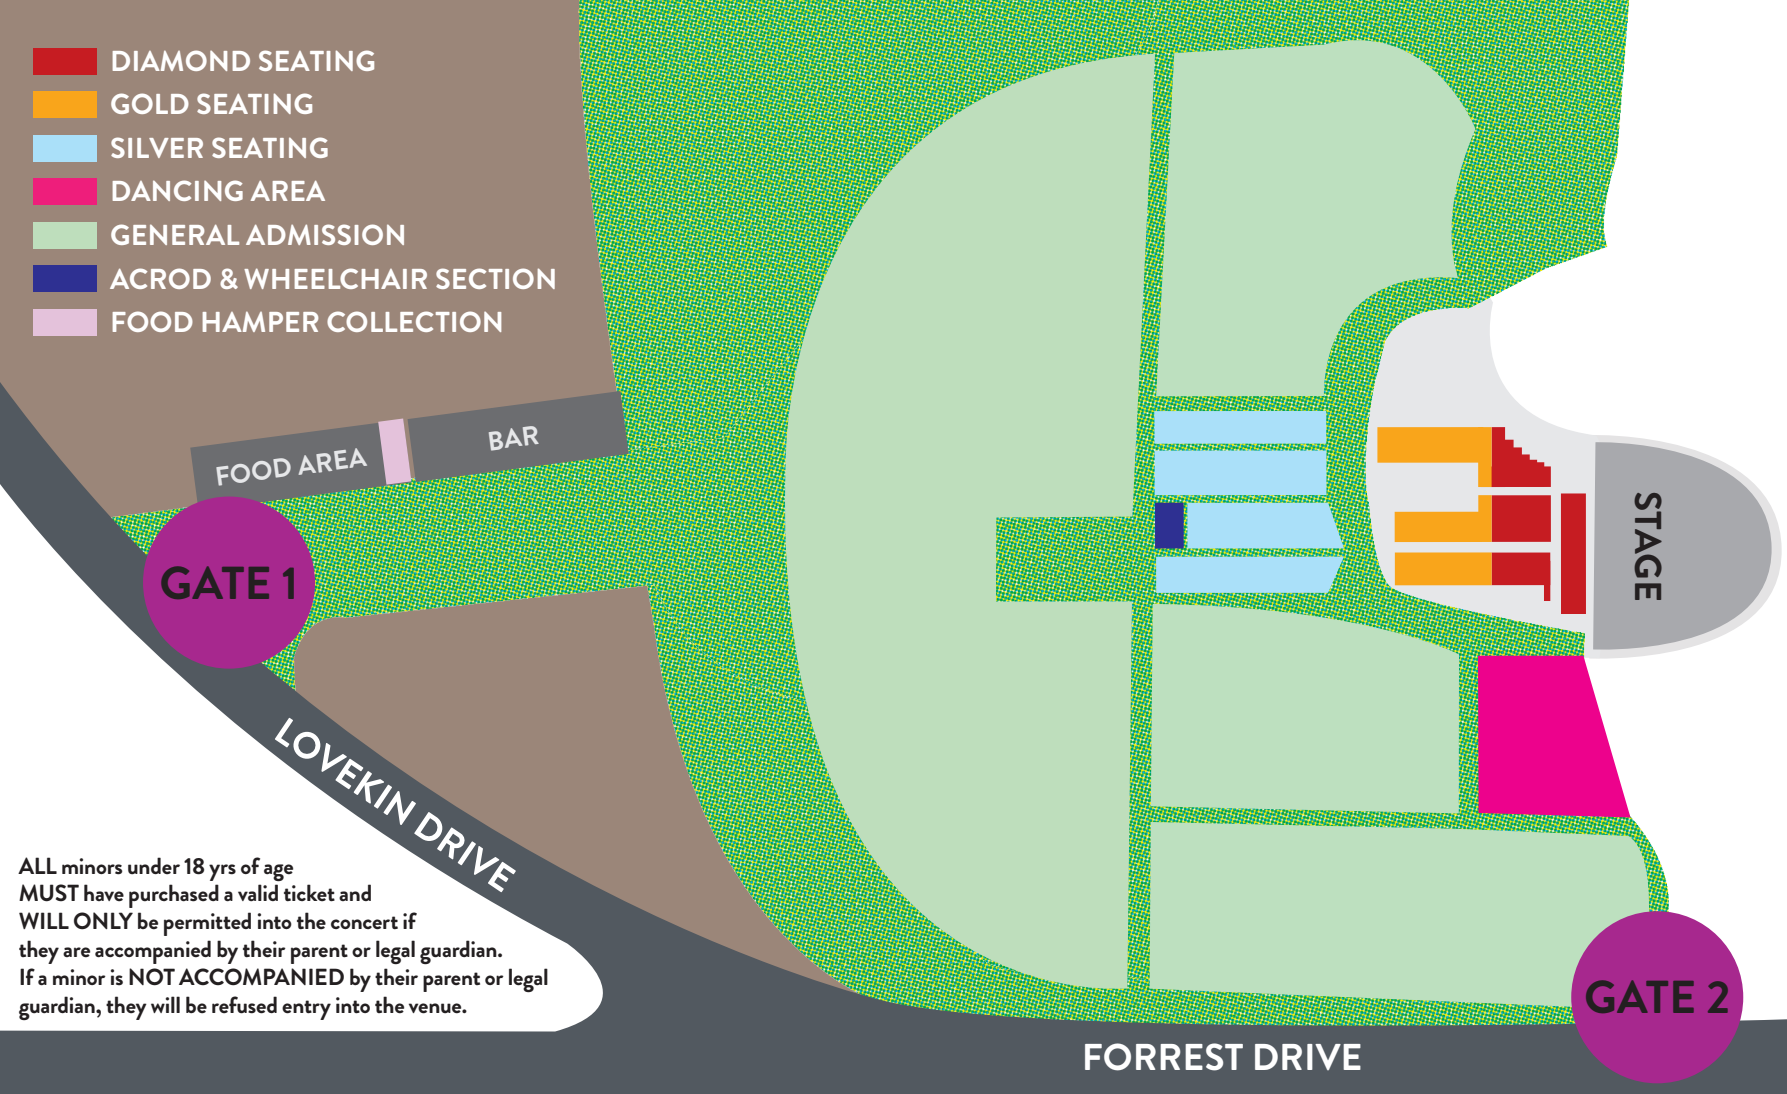 DIAMOND SEATING
GOLD SEATING
SILVER SEATING
DANCING AREA
GENERAL ADMISSION
ACROD & WHEELCHAIR SECTION
FOOD HAMPER COLLECTION
FOOD AREA
BAR
GATE 1
STAGE
LOVEKIN DRIVE
ALL minors under 18 yrs of age
MUST have purchased a valid ticket and
WILL ONLY be permitted into the concert if
they are accompanied by their parent or legal guardian.
If a minor is NOT ACCOMPANIED by their parent or legal
guardian, they will be refused entry into the venue.
GATE 2
FORREST DRIVE